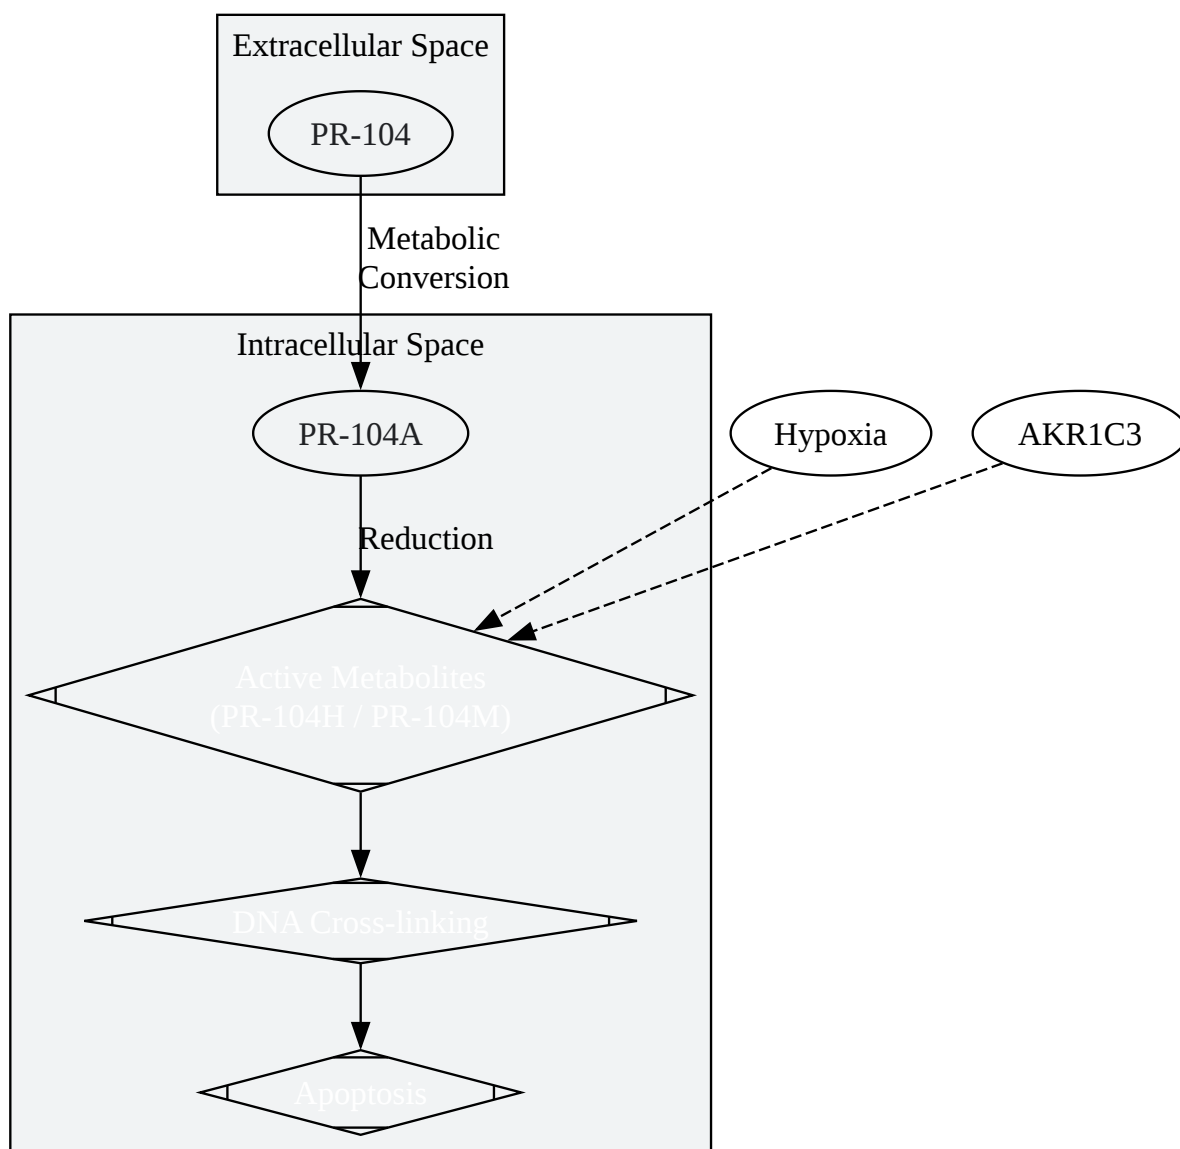 Extracellular Space
PR-104
Metabolic
Conversion
Intracellular Space
PR-104A
Hypoxia
AKR1C3
Reduction
Active Metabolites
(PR-104H / PR-104M)
DNA Cross-linking
Apoptosis